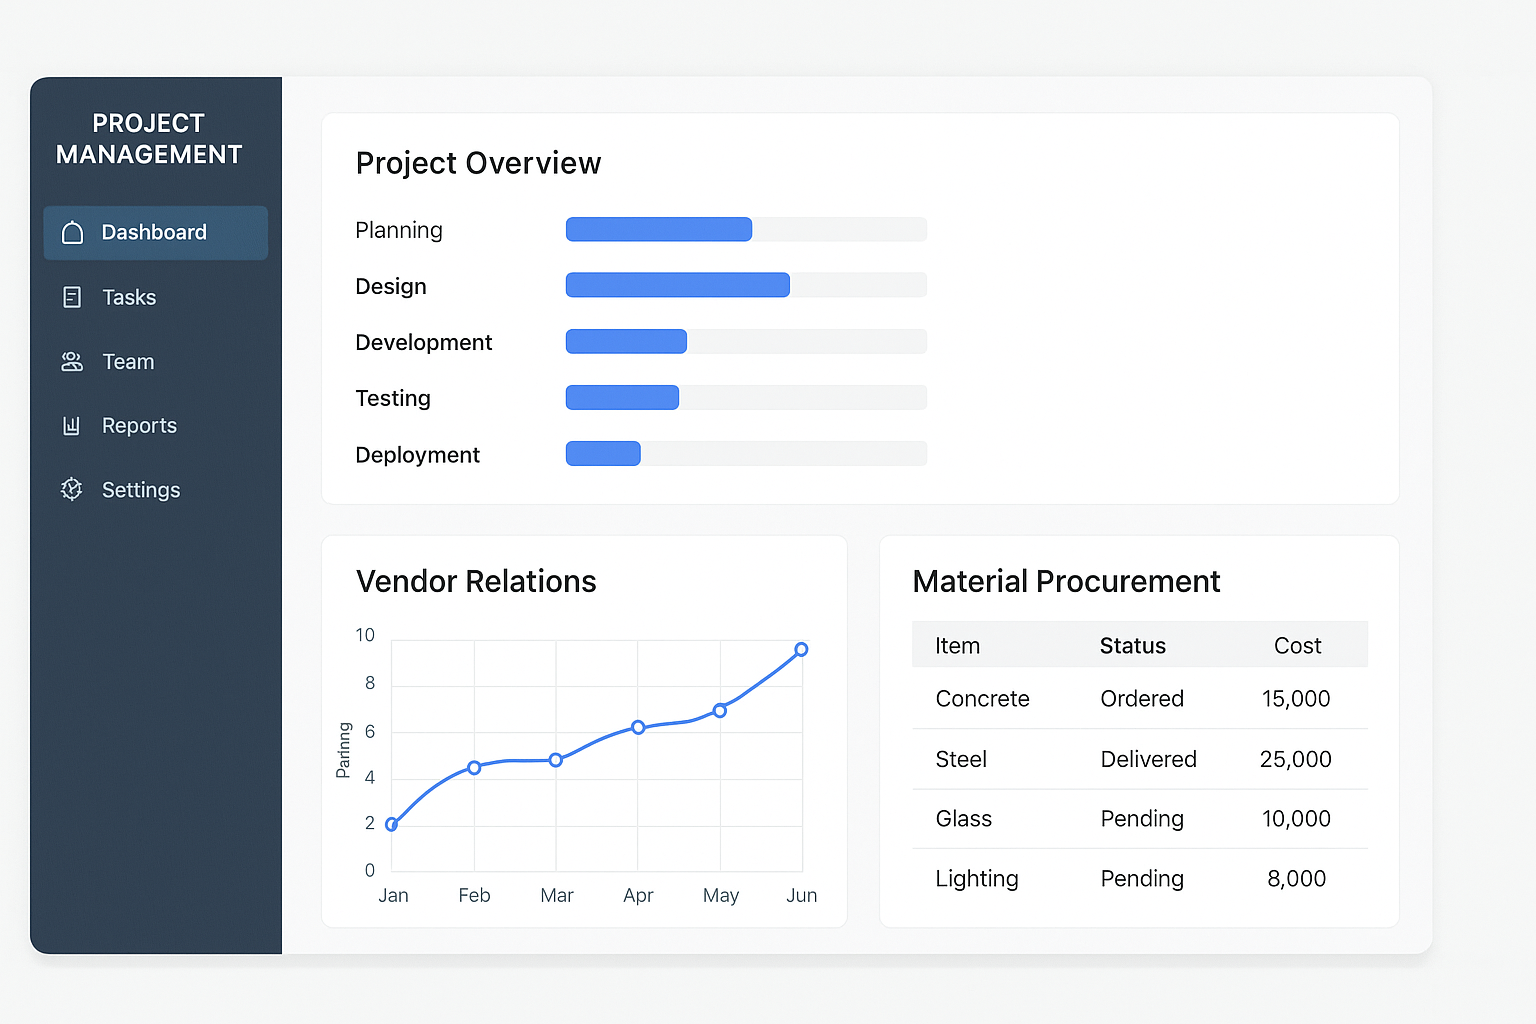 PROJECT
MANAGEMENT
Dashboard
Tasks
Team
Reports
Settings
Project Overview
Planning
Design
Development
Testing
Deployment
Vendor Relations
10
8
6
4
2
0
Parinng
Jan Feb Mar Apr May Jun
Material Procurement
Item Status Cost
Concrete Ordered 15,000
Steel Delivered 25,000
Glass Pending 10,000
Lighting Pending 8,000